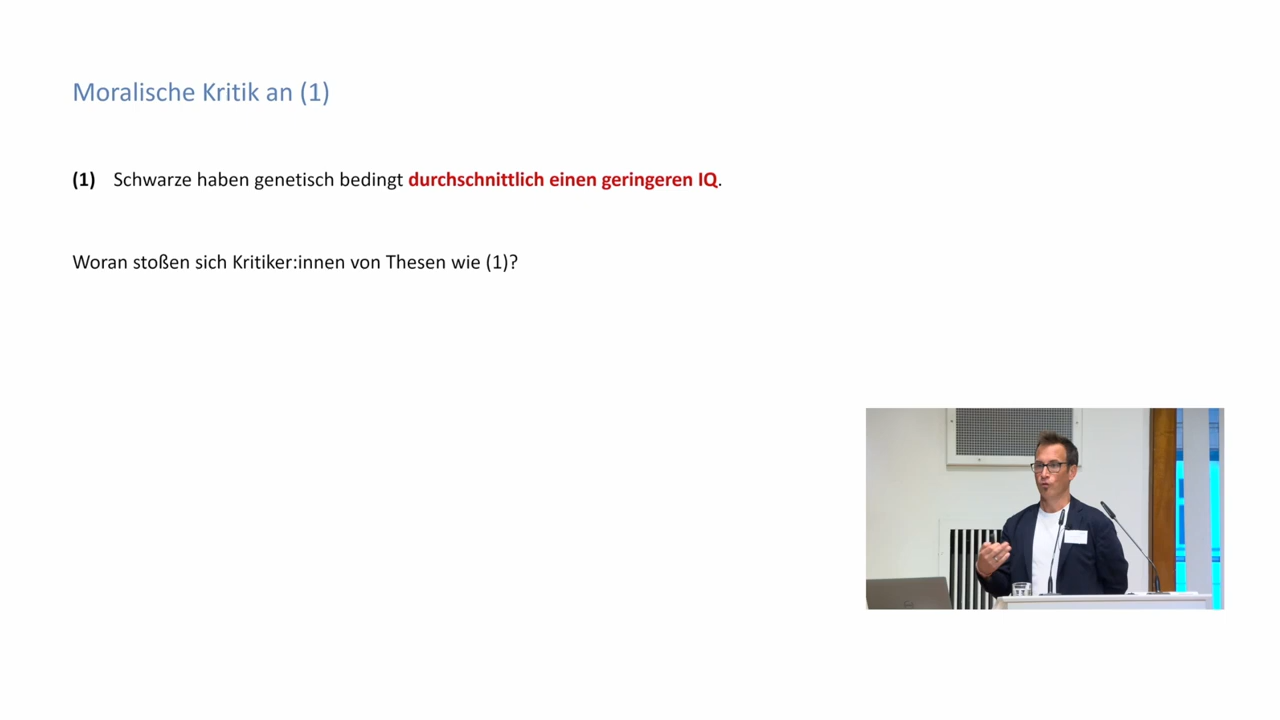 Moralische Kritik an (1)
(1) Schwarze haben genetisch bedingt durchschnittlich einen geringeren IQ.
Woran stoßen sich Kritiker:innen von Thesen wie (1)?